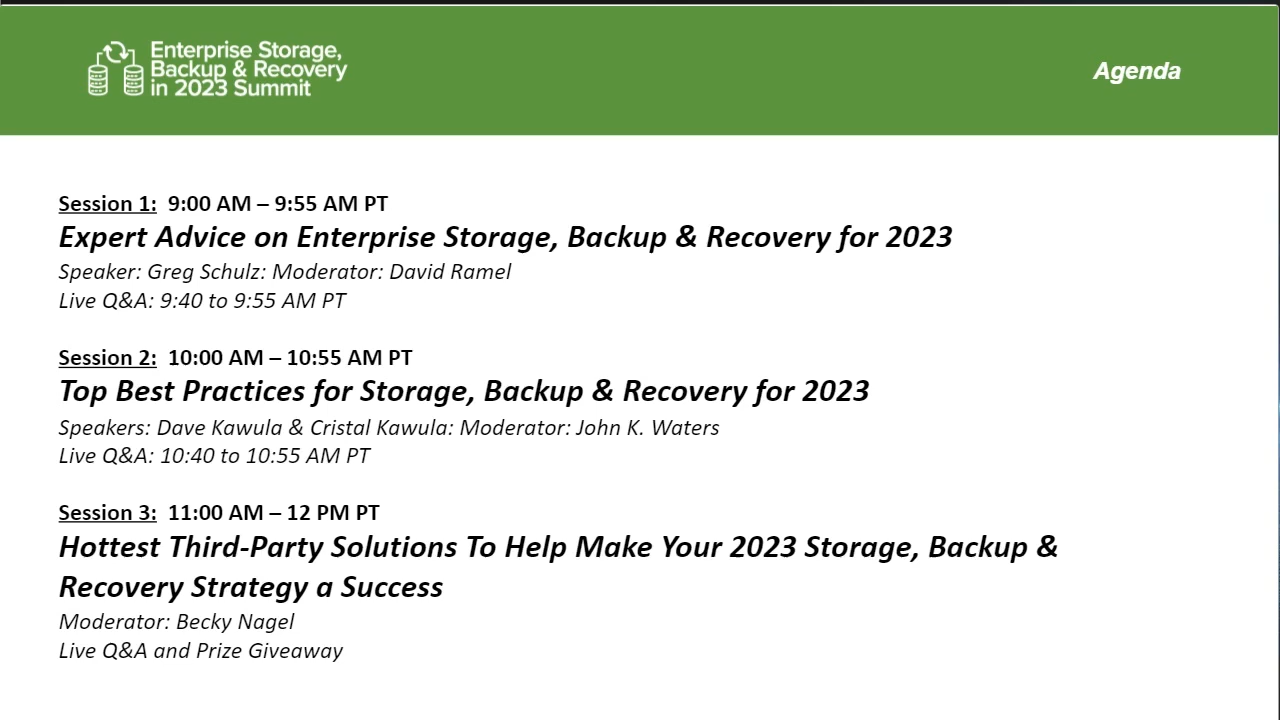 Enterprise Storage,
Backup & Recovery
in 2023 Summit
Agenda
Session 1: 9:00 AM – 9:55 AM PT
Expert Advice on Enterprise Storage, Backup & Recovery for 2023
Speaker: Greg Schulz: Moderator: David Ramel
Live Q&A: 9:40 to 9:55 AM PT
Session 2: 10:00 AM – 10:55 AM PT
Top Best Practices for Storage, Backup & Recovery for 2023
Speakers: Dave Kawula & Cristal Kawula: Moderator: John K. Waters
Live Q&A: 10:40 to 10:55 AM PT
Session 3: 11:00 AM – 12 PM PT
Hottest Third-Party Solutions To Help Make Your 2023 Storage, Backup &
Recovery Strategy a Success
Moderator: Becky Nagel
Live Q&A and Prize Giveaway